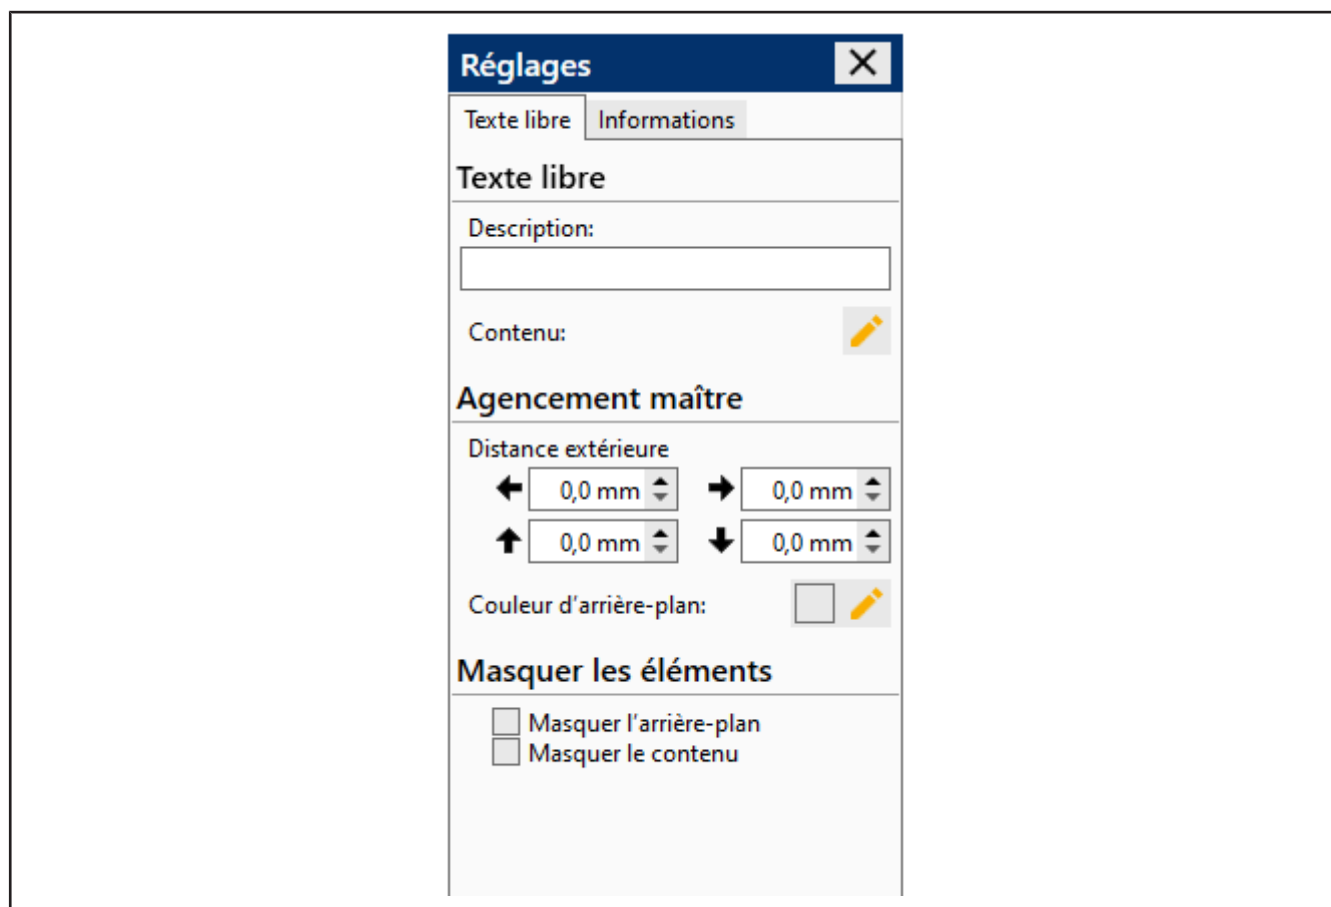 Réglages
Texte libre Informations
Texte libre
Description:
Contenu:
Agencement maître
Distance extérieure
0,0 mm 0,0 mm
0,0 mm 0,0 mm
Couleur d'arrière-plan:
Masquer les éléments
Masquer l'arrière-plan
Masquer le contenu